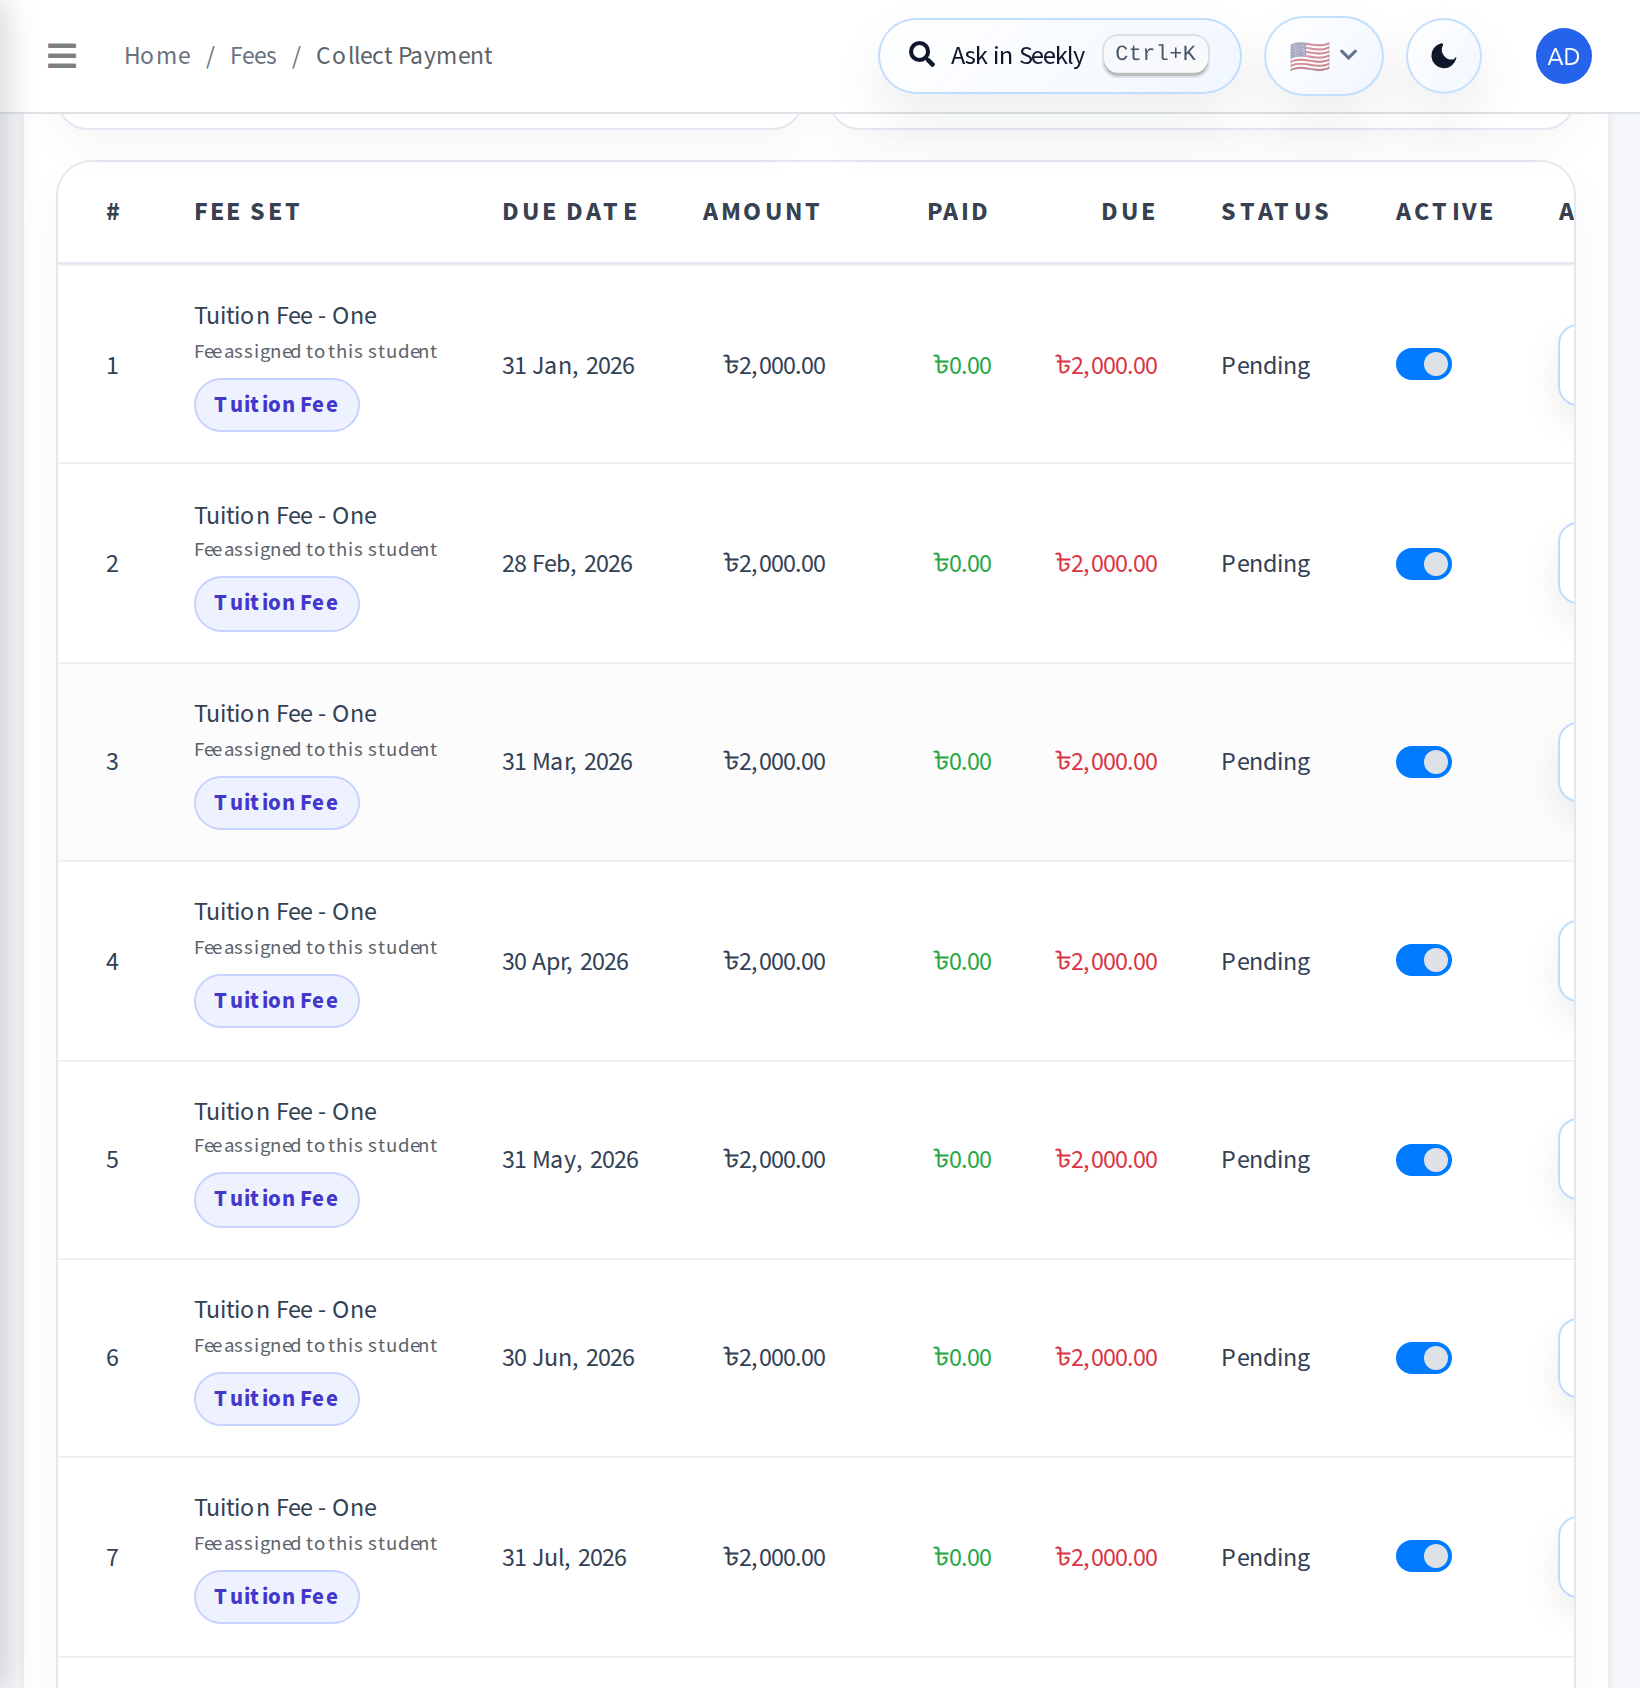 Home / Fees / Collect Payment Ask in Seekly Ctrl+K AD
# FEE SET DUE DATE AMOUNT PAID DUE STATUS ACTIVE A
Tuition Fee - One
Fee assigned to this student
1 31 Jan, 2026 ৳2,000.00 ৳0.00 ৳2,000.00 Pending
Tuition Fee
Tuition Fee - One
Fee assigned to this student
2 28 Feb, 2026 ৳2,000.00 ৳0.00 ৳2,000.00 Pending
Tuition Fee
Tuition Fee - One
Fee assigned to this student
3 31 Mar, 2026 ৳2,000.00 ৳0.00 ৳2,000.00 Pending
Tuition Fee
Tuition Fee - One
Fee assigned to this student
4 30 Apr, 2026 ৳2,000.00 ৳0.00 ৳2,000.00 Pending
Tuition Fee
Tuition Fee - One
Fee assigned to this student
5 31 May, 2026 ৳2,000.00 ৳0.00 ৳2,000.00 Pending
Tuition Fee
Tuition Fee - One
Fee assigned to this student
6 30 Jun, 2026 ৳2,000.00 ৳0.00 ৳2,000.00 Pending
Tuition Fee
Tuition Fee - One
Fee assigned to this student
7 31 Jul, 2026 ৳2,000.00 ৳0.00 ৳2,000.00 Pending
Tuition Fee